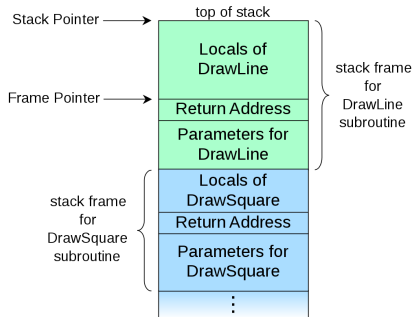 top of stack
Stack Pointer
Locals of
DrawLine
stack frame
for
DrawLine
subroutine
Frame Pointer
Return Address
Parameters for
DrawLine
Locals of
DrawSquare
stack frame
for
DrawSquare
subroutine
Return Address
Parameters for
DrawSquare
⋮